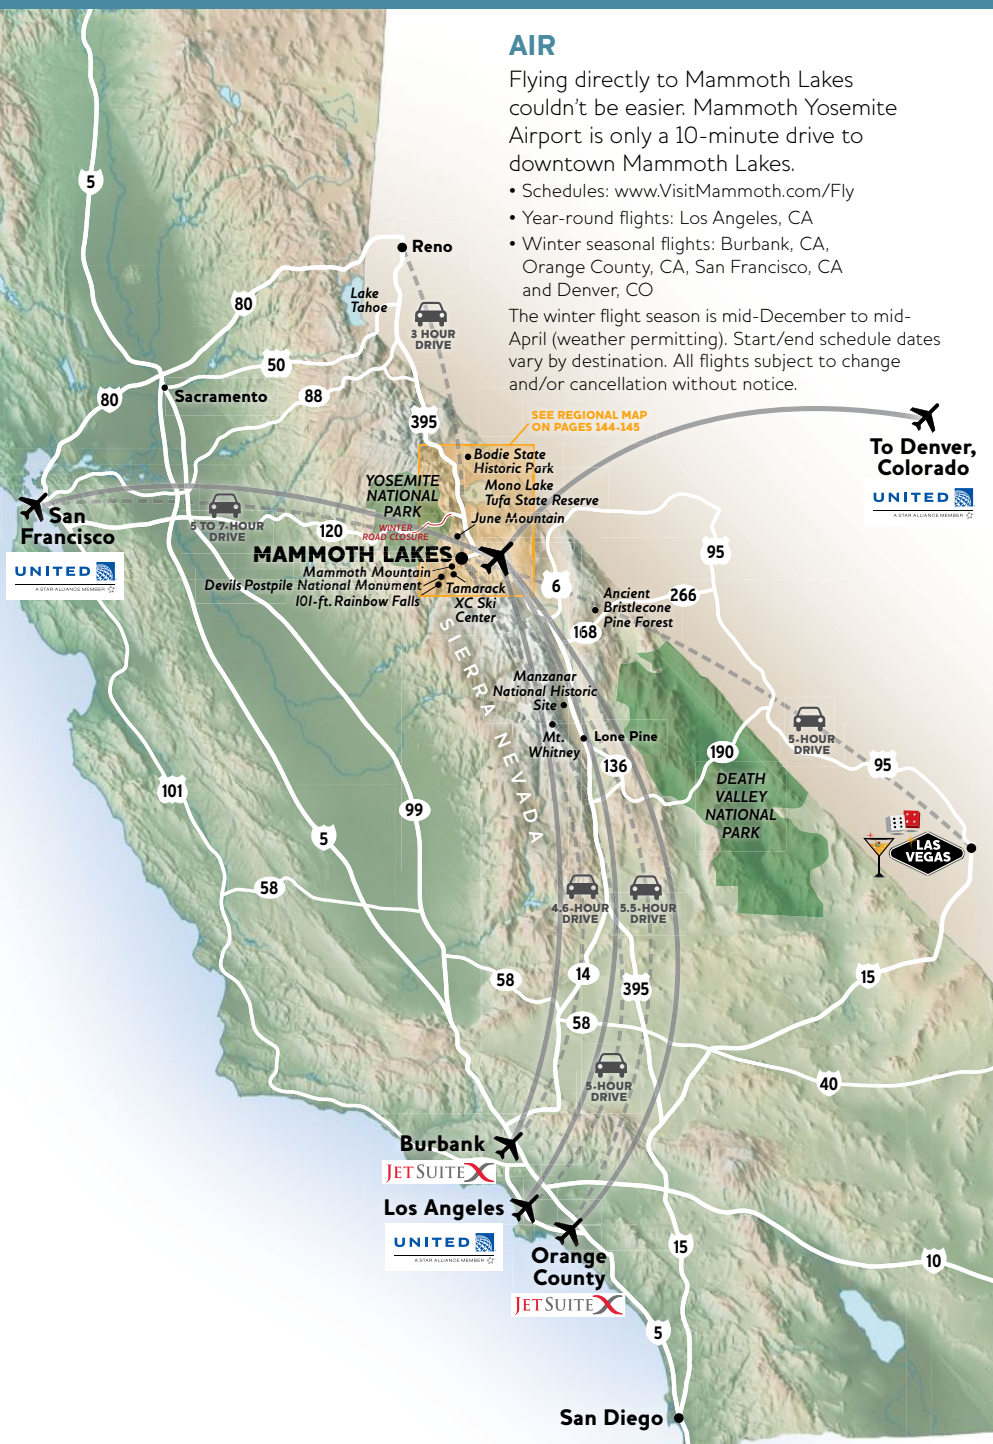 AIR
Flying directly to Mammoth Lakes
couldn't be easier. Mammoth Yosemite
Airport is only a 10-minute drive to
downtown Mammoth Lakes.
• Schedules: www.VisitMammoth.com/Fly
• Year-round flights: Los Angeles, CA
• Winter seasonal flights: Burbank, CA,
Orange County, CA, San Francisco, CA
and Denver, CO
The winter flight season is mid-December to mid-
April (weather permitting). Start/end schedule dates
vary by destination. All flights subject to change
and/or cancellation without notice.
5
Reno
80
Lake
Tahoe
3 HOUR
DRIVE
50
80
Sacramento
88
395
SEE REGIONAL MAP
ON PAGES 144-145
To Denver,
Colorado
UNITED
A STAR ALLIANCE MEMBER
Bodie State
Historic Park
YOSEMITE
NATIONAL
PARK
Mono Lake
Tufa State Reserve
San
Francisco
UNITED
A STAR ALLIANCE MEMBER
5 TO 7-HOUR
DRIVE
120
WINTER
ROAD CLOSURE
June Mountain
MAMMOTH LAKES
95
Mammoth Mountain
Devils Postpile National Monument
101-ft. Rainbow Falls
Tamarack
XC Ski
Center
6
266
Ancient
Bristlecone
Pine Forest
168
SIERRA NEVADA
Manzanar
National Historic
Site
Mt.
Whitney
Lone Pine
136
190
5-HOUR
DRIVE
95
DEATH
VALLEY
NATIONAL
PARK
101
99
5
LAS
VEGAS
58
4.6-HOUR
DRIVE
5.5-HOUR
DRIVE
58
14
395
15
58
40
5-HOUR
DRIVE
Burbank
JETSUITEX
Los Angeles
UNITED
A STAR ALLIANCE MEMBER
Orange
County
JETSUITEX
15
10
5
San Diego